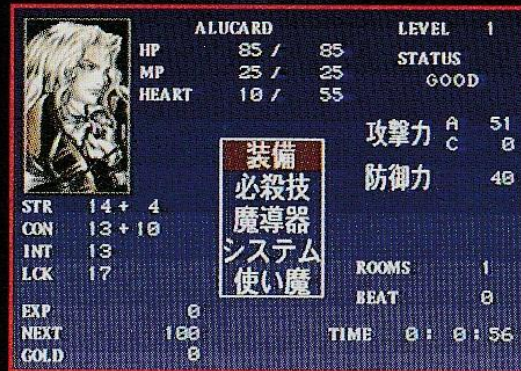 ALUCARD LEVEL 1
HP 85 / 85
MP 25 / 25
HEART 10 / 55
STATUS
GOOD
攻撃力 A 51
C 0
防御力 40
装備
必殺技
魔導器
システム
使い魔
STR 14 + 4
CON 13 + 10
INT 13
LCK 17
ROOMS 1
BEAT 0
EXP 0
NEXT 100
GOLD 0
TIME 0 : 0 : 56